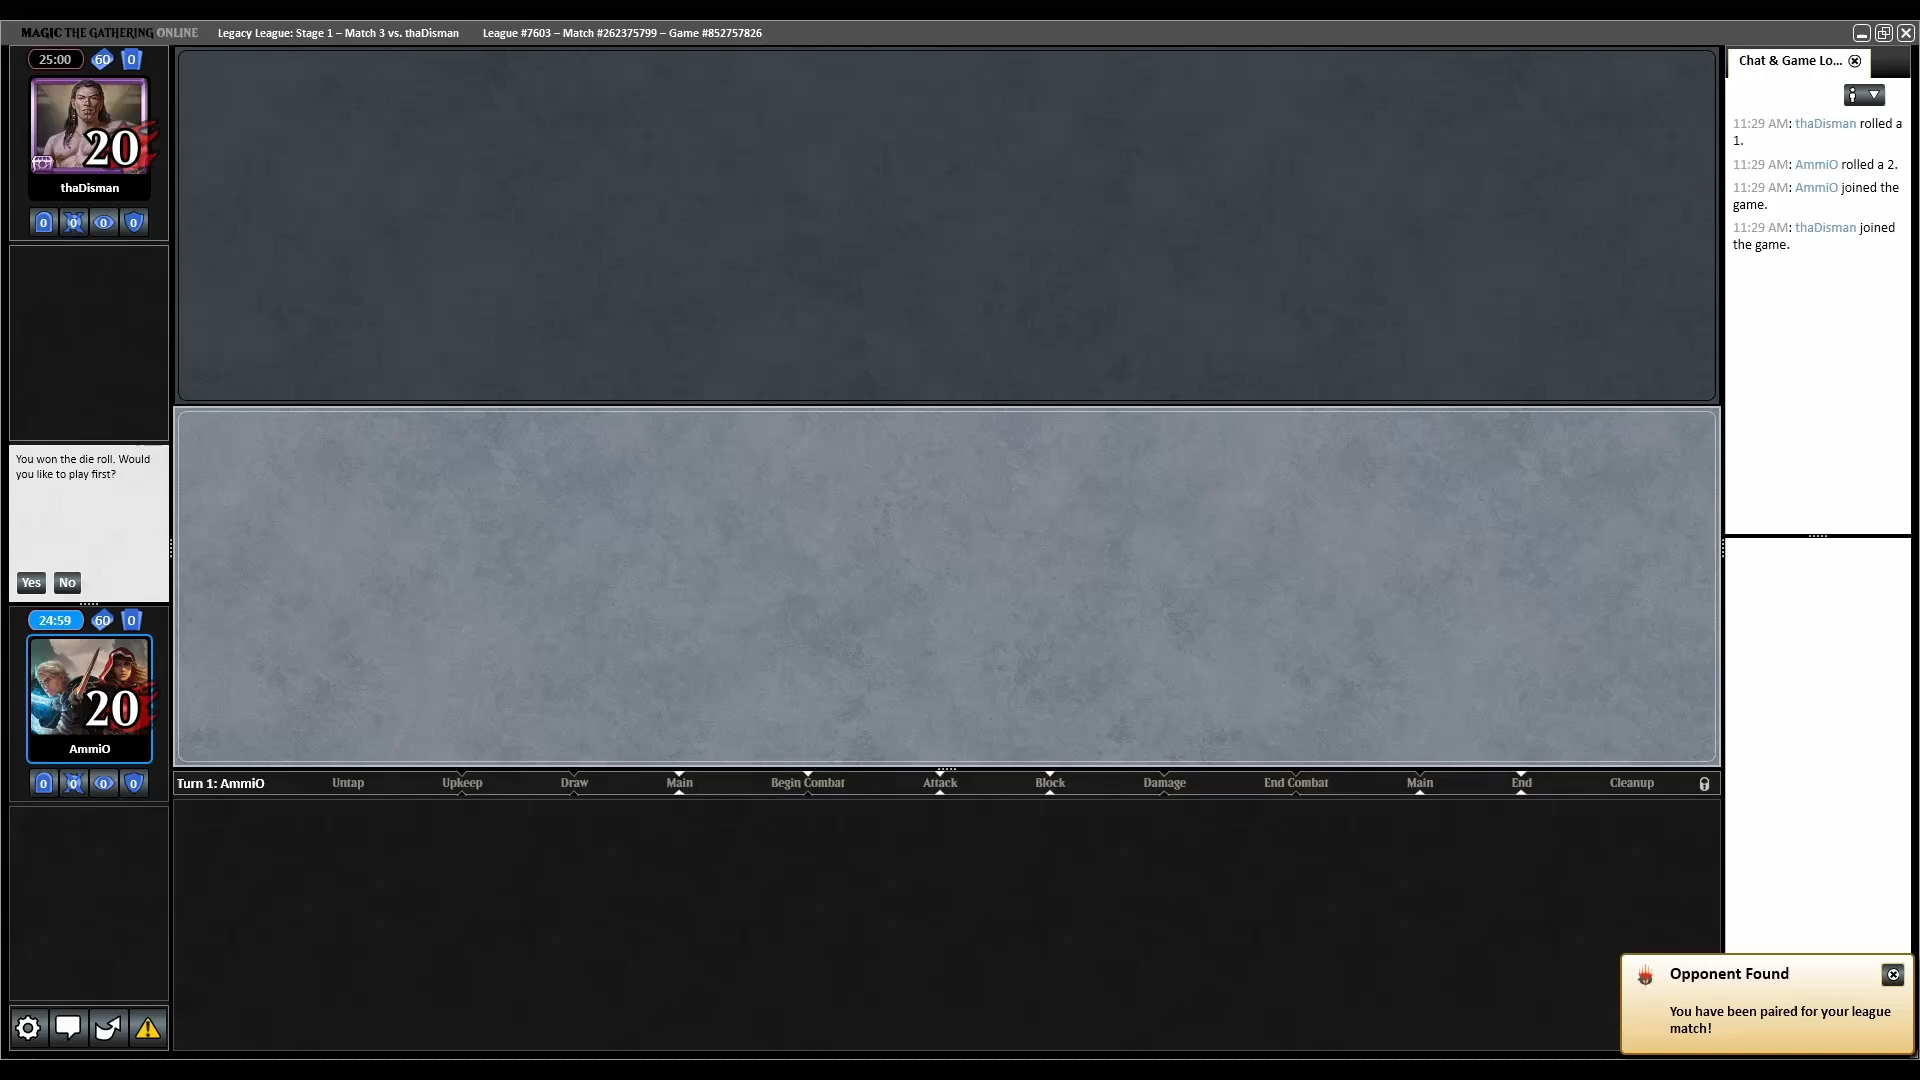 MAGIC THE GATHERING ONLINE Legacy League: Stage 1 – Match 3 vs. thaDisman League #7603 – Match #262375799 – Game #852757826
25:00 60 0
20
thaDisman
0 0 0 0
You won the die roll. Would
you like to play first?
Yes No
24:59 60 0
20
AmmiO
0 0 0 0
Turn 1: AmmiO Untap Upkeep Draw Main Begin Combat Attack Block Damage End Combat Main End Cleanup
Chat & Game Lo...
11:29 AM: thaDisman rolled a
1.
11:29 AM: AmmiO rolled a 2.
11:29 AM: AmmiO joined the
game.
11:29 AM: thaDisman joined
the game.
Opponent Found
You have been paired for your league
match!